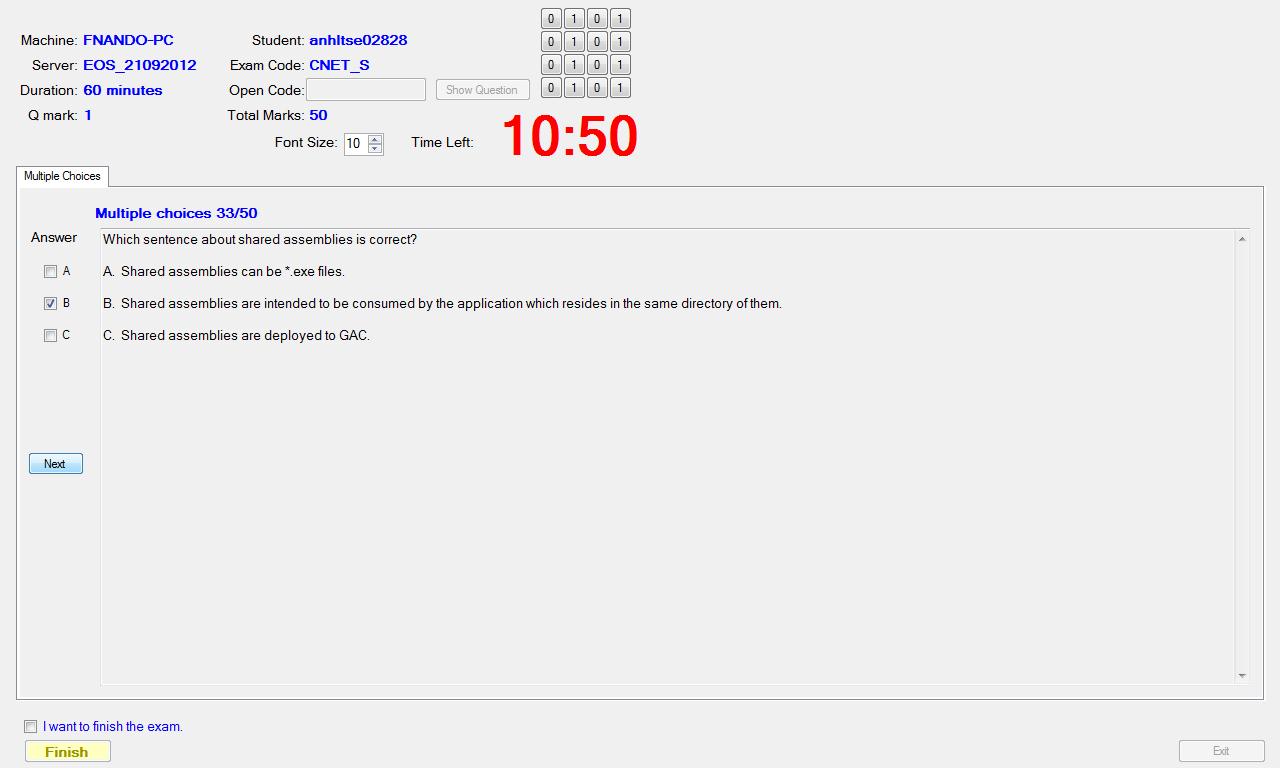 0 1 0 1
Machine: FNANDO-PC Student: anhltse02828
0 1 0 1
Server: EOS_21092012 Exam Code: CNET_S
0 1 0 1
Duration: 60 minutes Open Code: Show Question
0 1 0 1
Q mark: 1 Total Marks: 50
Font Size: 10 Time Left: 10:50
Multiple Choices
Multiple choices 33/50
Answer Which sentence about shared assemblies is correct?
A A. Shared assemblies can be *.exe files.
B B. Shared assemblies are intended to be consumed by the application which resides in the same directory of them.
C C. Shared assemblies are deployed to GAC.
Next
I want to finish the exam.
Finish Exit